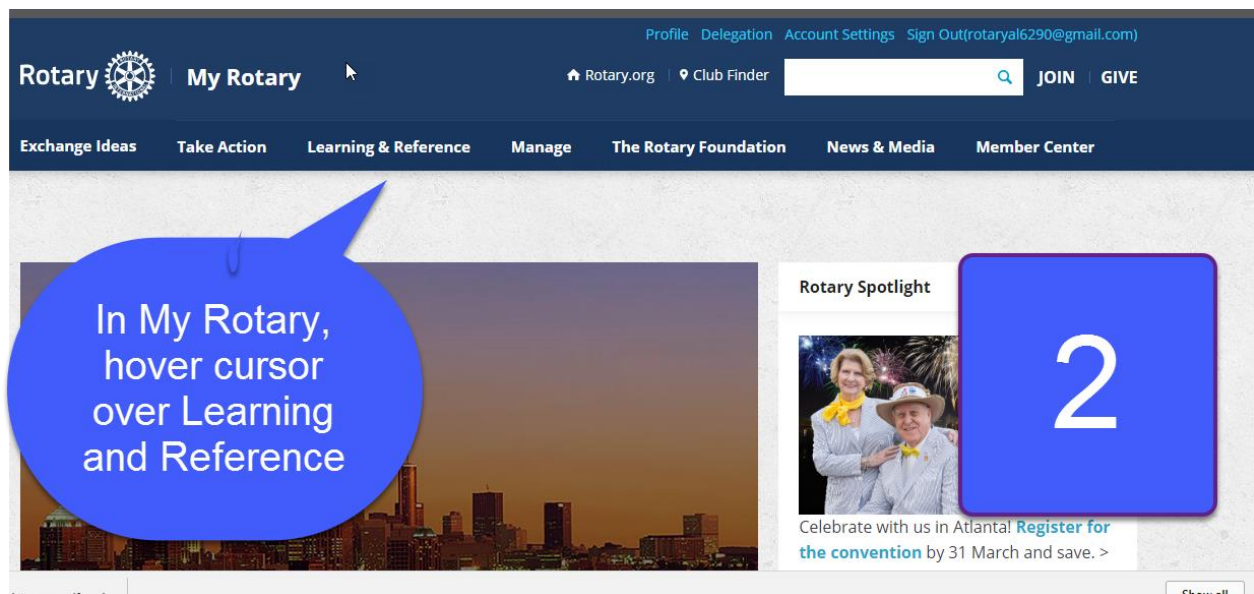 Profile Delegation Account Settings Sign Out(rotaryal6290@gmail.com)
Rotary My Rotary Rotary.org Club Finder JOIN GIVE
Exchange Ideas Take Action Learning & Reference Manage The Rotary Foundation News & Media Member Center
In My Rotary,
hover cursor
over Learning
and Reference
Rotary Spotlight
2
Celebrate with us in Atlanta! Register for
the convention by 31 March and save. >